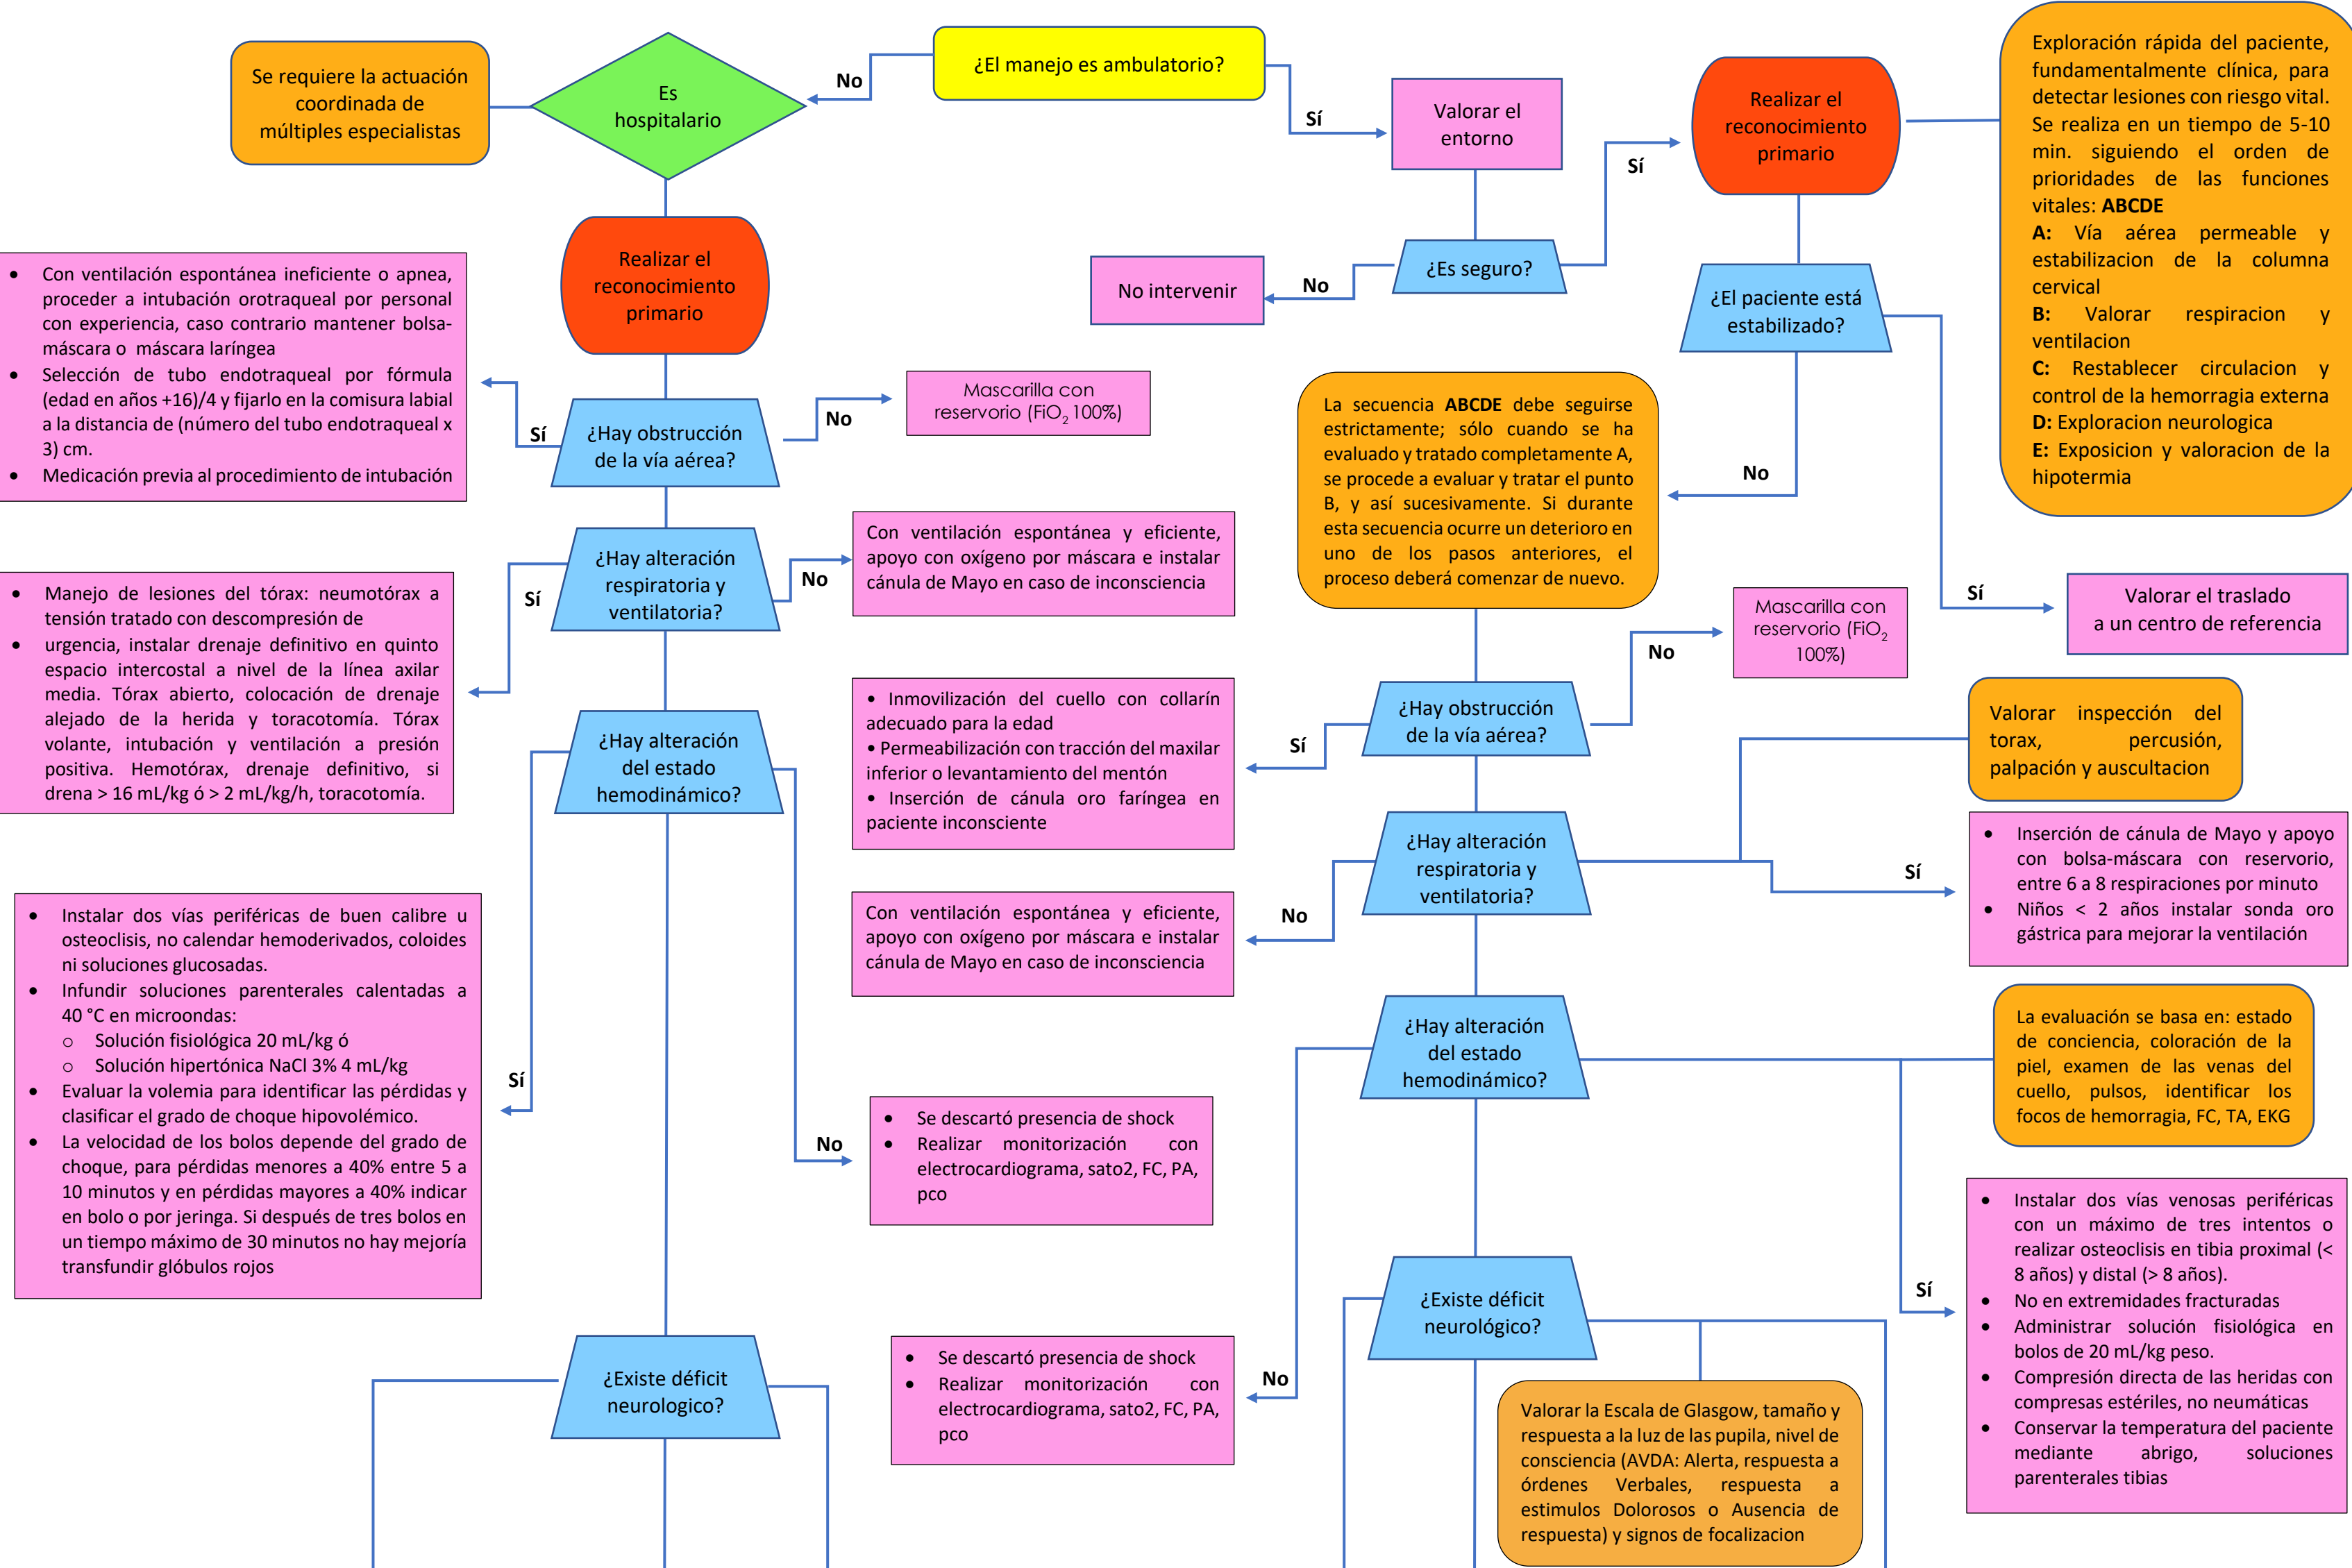 ¿El manejo es ambulatorio?
No
Sí
Se requiere la actuación
coordinada de
múltiples especialistas
Es
hospitalario
Valorar el
entorno
Sí
Realizar el
reconocimiento
primario
Exploración rápida del paciente,
fundamentalmente clínica, para
detectar lesiones con riesgo vital.
Se realiza en un tiempo de 5-10
min. siguiendo el orden de
prioridades de las funciones
vitales: ABCDE
A: Vía aérea permeable y
estabilizacion de la columna
cervical
B: Valorar respiracion y
ventilacion
C: Restablecer circulacion y
control de la hemorragia externa
D: Exploracion neurologica
E: Exposicion y valoracion de la
hipotermia
¿Es seguro?
No
No intervenir
¿El paciente está
estabilizado?
No
Sí
Valorar el traslado
a un centro de referencia
Realizar el
reconocimiento
primario
• Con ventilación espontánea ineficiente o apnea,
proceder a intubación orotraqueal por personal
con experiencia, caso contrario mantener bolsa-
máscara o máscara laríngea
• Selección de tubo endotraqueal por fórmula
(edad en años +16)/4 y fijarlo en la comisura labial
a la distancia de (número del tubo endotraqueal x
3) cm.
• Medicación previa al procedimiento de intubación
Sí
¿Hay obstrucción
de la vía aérea?
No
Mascarilla con
reservorio (FiO2 100%)
¿Hay alteración
respiratoria y
ventilatoria?
No
Con ventilación espontánea y eficiente,
apoyo con oxígeno por máscara e instalar
cánula de Mayo en caso de inconsciencia
Sí
• Manejo de lesiones del tórax: neumotórax a
tensión tratado con descompresión de
• urgencia, instalar drenaje definitivo en quinto
espacio intercostal a nivel de la línea axilar
media. Tórax abierto, colocación de drenaje
alejado de la herida y toracotomía. Tórax
volante, intubación y ventilación a presión
positiva. Hemotórax, drenaje definitivo, si
drena > 16 mL/kg ó > 2 mL/kg/h, toracotomía.
¿Hay alteración
del estado
hemodinámico?
Sí
• Instalar dos vías periféricas de buen calibre u
osteoclisis, no calendar hemoderivados, coloides
ni soluciones glucosadas.
• Infundir soluciones parenterales calentadas a
40 °C en microondas:
o Solución fisiológica 20 mL/kg ó
o Solución hipertónica NaCl 3% 4 mL/kg
• Evaluar la volemia para identificar las pérdidas y
clasificar el grado de choque hipovolémico.
• La velocidad de los bolos depende del grado de
choque, para pérdidas menores a 40% entre 5 a
10 minutos y en pérdidas mayores a 40% indicar
en bolo o por jeringa. Si después de tres bolos en
un tiempo máximo de 30 minutos no hay mejoría
transfundir glóbulos rojos
No
• Se descartó presencia de shock
• Realizar monitorización con
electrocardiograma, sato2, FC, PA,
pco
¿Existe déficit
neurologico?
La secuencia ABCDE debe seguirse
estrictamente; sólo cuando se ha
evaluado y tratado completamente A,
se procede a evaluar y tratar el punto
B, y así sucesivamente. Si durante
esta secuencia ocurre un deterioro en
uno de los pasos anteriores, el
proceso deberá comenzar de nuevo.
¿Hay obstrucción
de la vía aérea?
No
Mascarilla con
reservorio (FiO2
100%)
Sí
• Inmovilización del cuello con collarín
adecuado para la edad
• Permeabilización con tracción del maxilar
inferior o levantamiento del mentón
• Inserción de cánula oro faríngea en
paciente inconsciente
¿Hay alteración
respiratoria y
ventilatoria?
Valorar inspección del
torax, percusión,
palpación y auscultacion
Sí
• Inserción de cánula de Mayo y apoyo
con bolsa-máscara con reservorio,
entre 6 a 8 respiraciones por minuto
• Niños < 2 años instalar sonda oro
gástrica para mejorar la ventilación
No
Con ventilación espontánea y eficiente,
apoyo con oxígeno por máscara e instalar
cánula de Mayo en caso de inconsciencia
¿Hay alteración
del estado
hemodinámico?
La evaluación se basa en: estado
de conciencia, coloración de la
piel, examen de las venas del
cuello, pulsos, identificar los
focos de hemorragia, FC, TA, EKG
Sí
• Instalar dos vías venosas periféricas
con un máximo de tres intentos o
realizar osteoclisis en tibia proximal (<
8 años) y distal (> 8 años).
• No en extremidades fracturadas
• Administrar solución fisiológica en
bolos de 20 mL/kg peso.
• Compresión directa de las heridas con
compresas estériles, no neumáticas
• Conservar la temperatura del paciente
mediante abrigo, soluciones
parenterales tibias
No
• Se descartó presencia de shock
• Realizar monitorización con
electrocardiograma, sato2, FC, PA,
pco
¿Existe déficit
neurológico?
Valorar la Escala de Glasgow, tamaño y
respuesta a la luz de las pupila, nivel de
consciencia (AVDA: Alerta, respuesta a
órdenes Verbales, respuesta a
estimulos Dolorosos o Ausencia de
respuesta) y signos de focalizacion